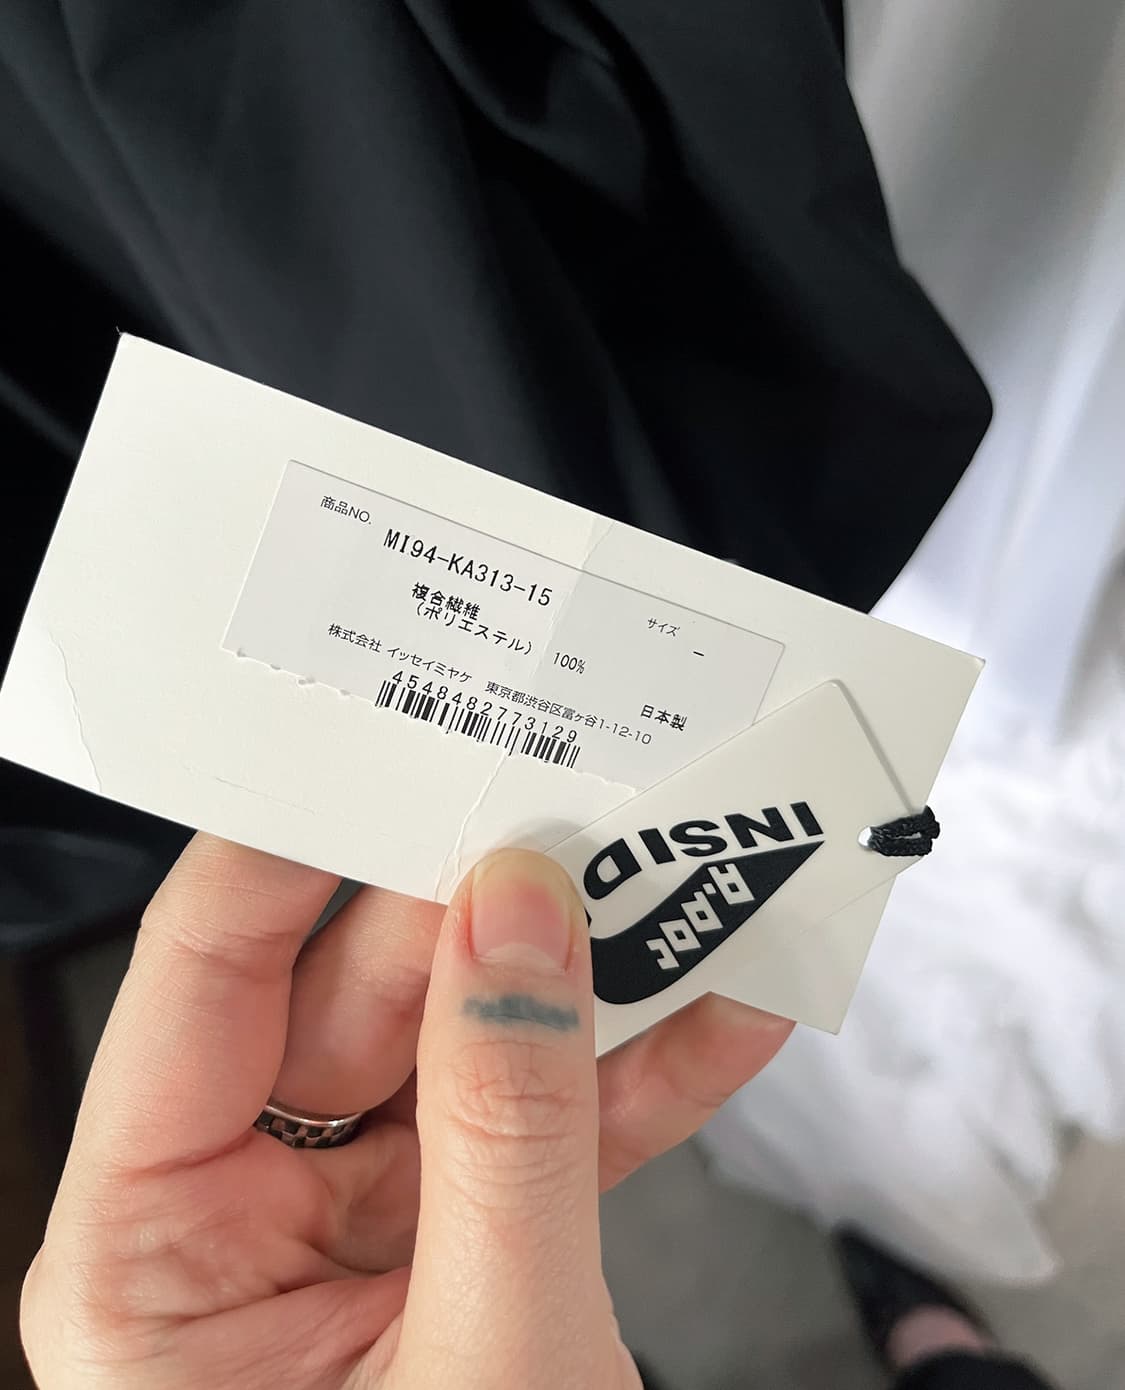 商品NO.
MI94-KA313-15
サイズ
—
複合繊維
(ポリエステル) 100%
株式会社 イッセイミヤケ 東京都渋谷区富ヶ谷1-12-10
日本製
4548482773129
INSID